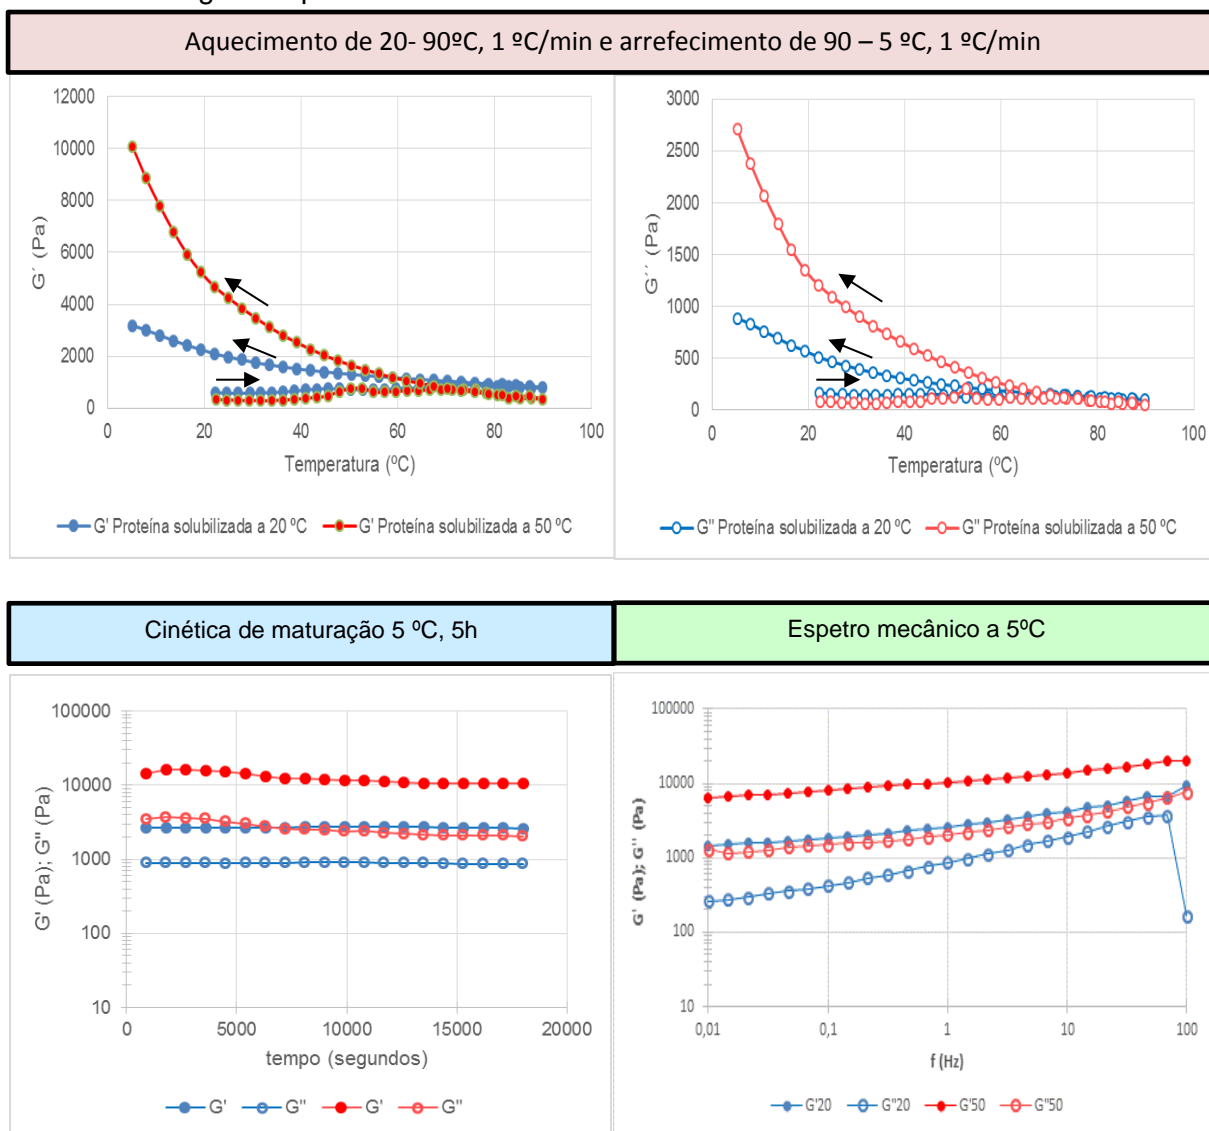 Aquecimento de 20- 90ºC, 1 ºC/min e arrefecimento de 90 – 5 ºC, 1 ºC/min
12000
10000
8000
6000
4000
2000
0
G´ (Pa)
0 20 40 60 80 100
Temperatura (ºC)
G' Proteína solubilizada a 20 ºC G' Proteína solubilizada a 50 ºC
3000
2500
2000
1500
1000
500
0
G´´ (Pa)
0 20 40 60 80 100
Temperatura (ºC)
G'' Proteína solubilizada a 20 ºC G'' Proteína solubilizada a 50 ºC
Cinética de maturação 5 ºC, 5h
100000
10000
1000
100
10
G' (Pa); G'' (Pa)
0 5000 10000 15000 20000
tempo (segundos)
G' G'' G' G''
Espetro mecânico a 5ºC
100000
10000
1000
100
10
G' (Pa); G'' (Pa)
0,01 0,1 1 10 100
f (Hz)
G'20 G''20 G'50 G''50